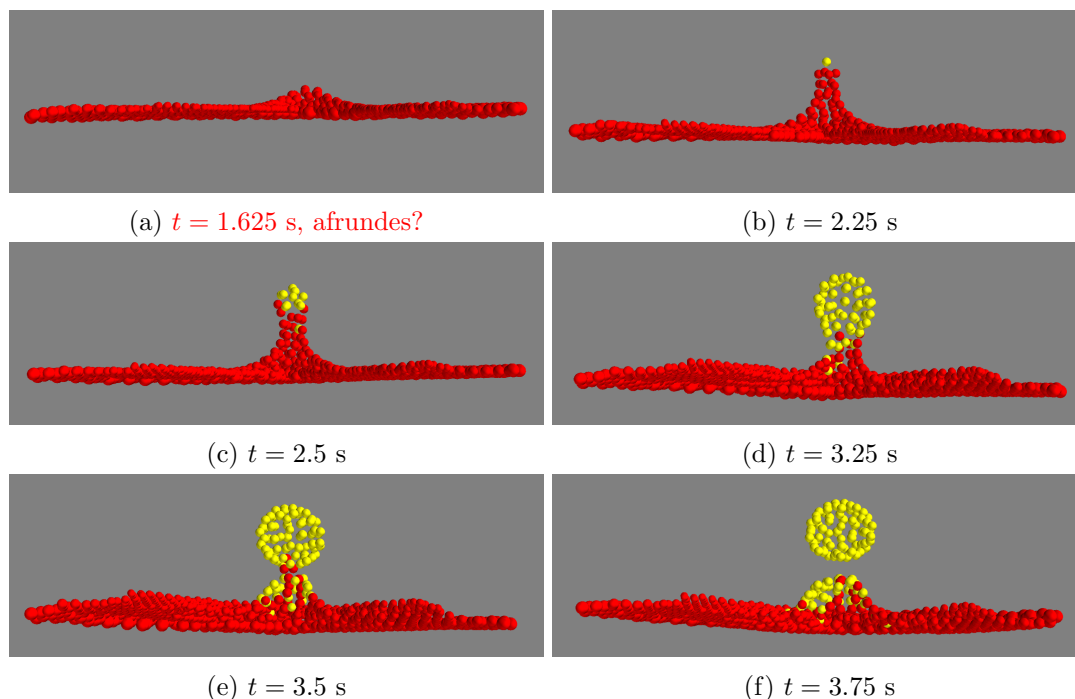 (a) t = 1.625 s, afrundes?
(b) t = 2.25 s
(c) t = 2.5 s
(d) t = 3.25 s
(e) t = 3.5 s
(f) t = 3.75 s